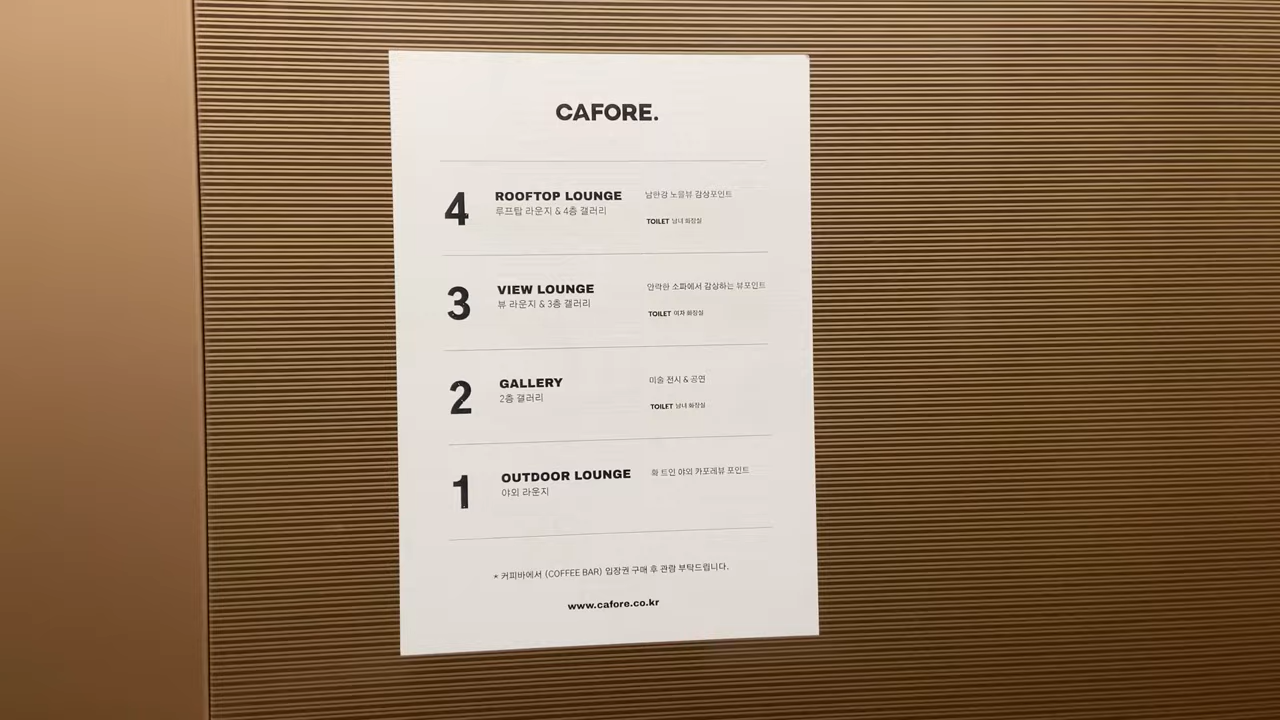 CAFORE.
4 ROOFTOP LOUNGE 남한강 노을뷰 감상포인트
루프탑 라운지 & 4층 갤러리
TOILET 남녀 화장실
3 VIEW LOUNGE 안락한 소파에서 감상하는 뷰포인트
뷰 라운지 & 3층 갤러리
TOILET 여자 화장실
2 GALLERY 미술 전시 & 공연
2층 갤러리
TOILET 남녀 화장실
1 OUTDOOR LOUNGE 확 트인 야외 카포레뷰 포인트
야외 라운지
* 커피바에서 (COFFEE BAR) 입장권 구매 후 관람 부탁드립니다.
www.cafore.co.kr